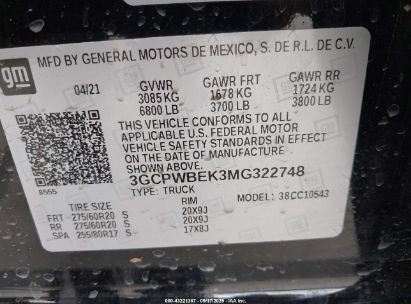 gm
MFD BY GENERAL MOTORS DE MEXICO, S. DE R.L. DE C.V.
04/21 GVWR GAWR FRT GAWR RR
3085 KG 1678 KG 1724 KG
6800 LB 3700 LB 3800 LB
THIS VEHICLE CONFORMS TO ALL APPLICABLE
U.S. FEDERAL MOTOR
VEHICLE SAFETY STANDARDS IN EFFECT ON
THE DATE OF MANUFACTURE
SHOWN ABOVE.
3GCPWBEK3MG322748
TYPE: TRUCK MODEL: 38CC10543
8555
TIRE SIZE RIM
FRT 275/60R20 S 20X9J
RR 275/60R20 S 20X9J
SPA 255/80R17 S 17X8J